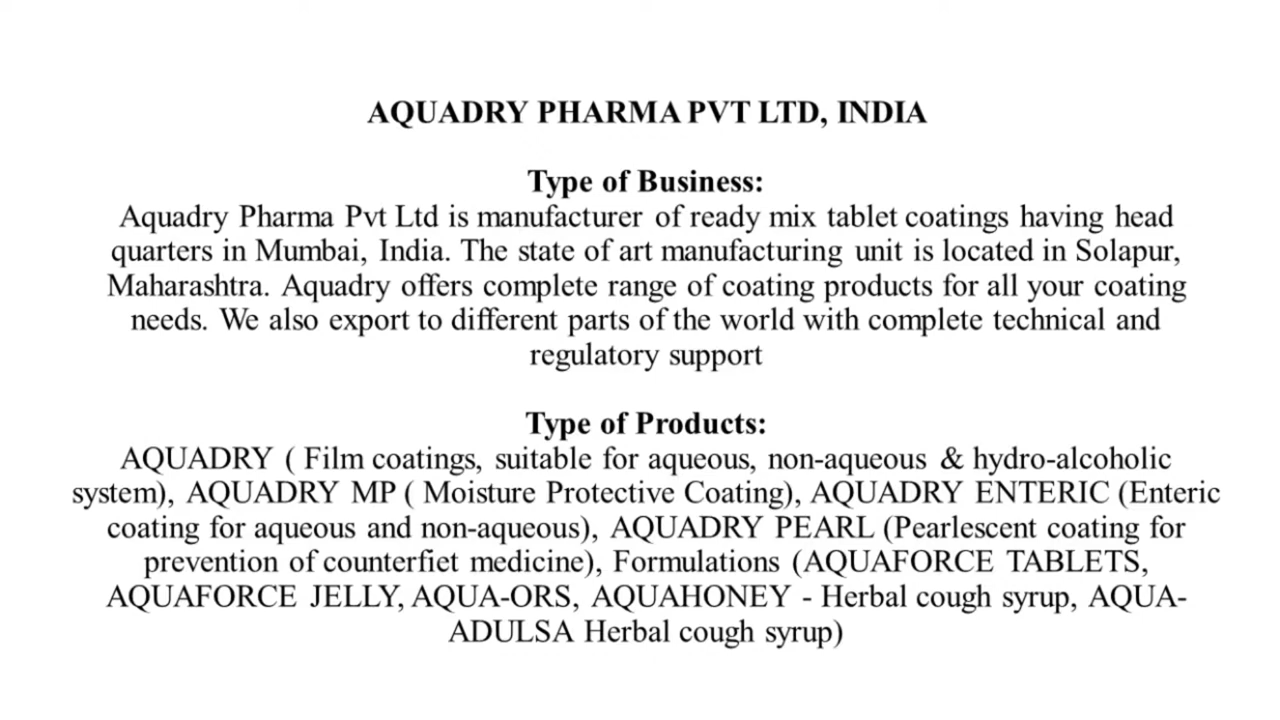 AQUADRY PHARMA PVT LTD, INDIA
Type of Business:
Aquadry Pharma Pvt Ltd is manufacturer of ready mix tablet coatings having head
quarters in Mumbai, India. The state of art manufacturing unit is located in Solapur,
Maharashtra. Aquadry offers complete range of coating products for all your coating
needs. We also export to different parts of the world with complete technical and
regulatory support
Type of Products:
AQUADRY ( Film coatings, suitable for aqueous, non-aqueous & hydro-alcoholic
system), AQUADRY MP ( Moisture Protective Coating), AQUADRY ENTERIC (Enteric
coating for aqueous and non-aqueous), AQUADRY PEARL (Pearlescent coating for
prevention of counterfiet medicine), Formulations (AQUAFORCE TABLETS,
AQUAFORCE JELLY, AQUA-ORS, AQUAHONEY - Herbal cough syrup, AQUA-
ADULSA Herbal cough syrup)